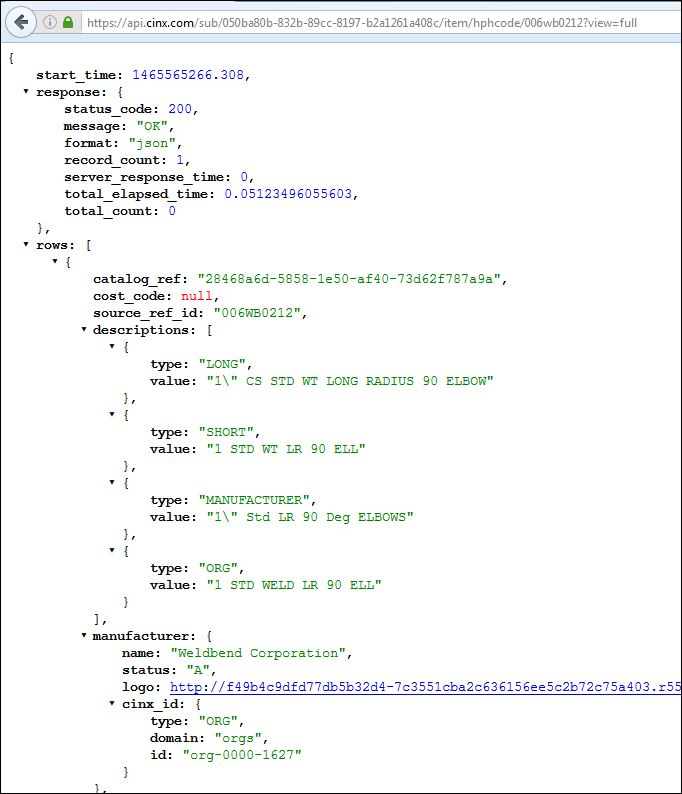 https://api.cinx.com/sub/050ba80b-832b-89cc-8197-b2a1261a408c/item/hphcode/006wb0212?view=full
{
start_time: 1465565266.308,
response: {
status_code: 200,
message: "OK",
format: "json",
record_count: 1,
server_response_time: 0,
total_elapsed_time: 0.05123496055603,
total_count: 0
},
rows: [
{
catalog_ref: "28468a6d-5858-1e50-af40-73d62f787a9a",
cost_code: null,
source_ref_id: "006WB0212",
descriptions: [
{
type: "LONG",
value: "1\" CS STD WT LONG RADIUS 90 ELBOW"
},
{
type: "SHORT",
value: "1 STD WT LR 90 ELL"
},
{
type: "MANUFACTURER",
value: "1\" Std LR 90 Deg ELBOWS"
},
{
type: "ORG",
value: "1 STD WELD LR 90 ELL"
}
],
manufacturer: {
name: "Weldbend Corporation",
status: "A",
logo: http://f49b4c9dfd77db5b32d4-7c3551cba2c636156ee5c2b72c75a403.r55
cinx_id: {
type: "ORG",
domain: "orgs",
id: "org-0000-1627"
}
},